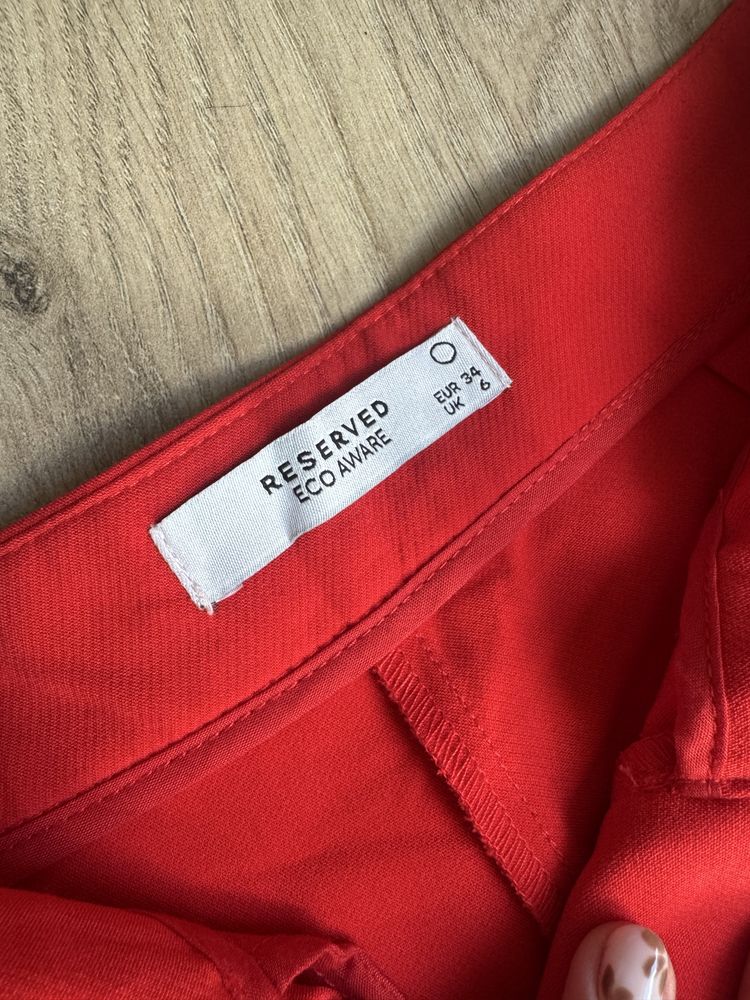 RESERVED
ECO AWARE
EUR 34
UK 6